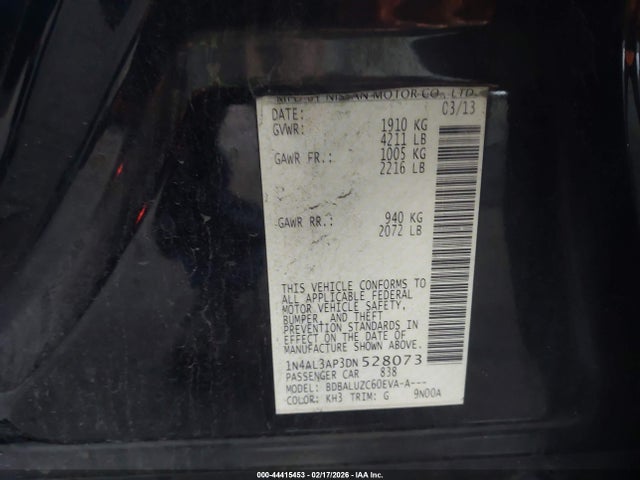 MFD BY NISSAN MOTOR CO., LTD.
DATE: 03/13
GVWR: 1910 KG
4211 LB
GAWR FR.: 1005 KG
2216 LB
GAWR RR.: 940 KG
2072 LB
THIS VEHICLE CONFORMS TO
ALL APPLICABLE FEDERAL
MOTOR VEHICLE SAFETY,
BUMPER, AND THEFT
PREVENTION STANDARDS IN
EFFECT ON THE DATE OF
MANUFACTURE SHOWN ABOVE.
1N4AL3AP3DN528073
PASSENGER CAR 838
MODEL: BDBALUZC60EVA-A---
COLOR: KH3 TRIM: G 9N00A
000-44415453 - 02/17/2026 - IAA Inc.